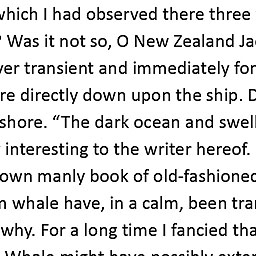 which I had observed there three
Was it not so, O New Zealand Ja
ver transient and immediately for
re directly down upon the ship. D
shore. “The dark ocean and swell
interesting to the writer hereof.
own manly book of old-fashioned
m whale have, in a calm, been tra
why. For a long time I fancied tha
Whale might have possibly exter